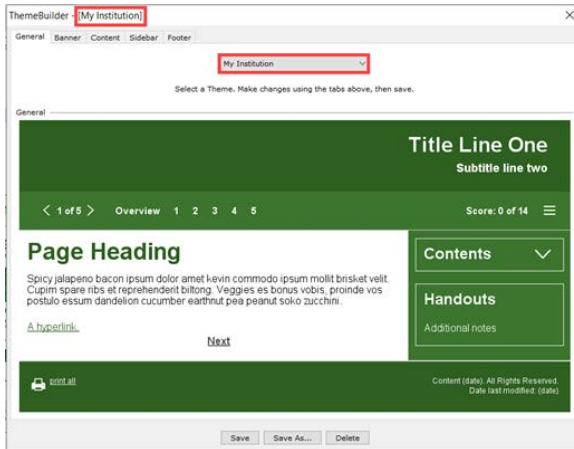 ThemeBuilder - [My Institution]
General Banner Content Sidebar Footer
My Institution
Select a Theme. Make changes using the tabs above, then save.
General
Title Line One
Subtitle line two
< 1 of 5 > Overview 1 2 3 4 5 Score: 0 of 14
Page Heading
Spicy jalapeno bacon ipsum dolor amet kevin commodo ipsum mollit brisket velit.
Cupim spare ribs et reprehenderit biltong. Veggies es bonus vobis, proinde vos
postulo essum dandelion cucumber earthnut pea peanut soko zucchini.
A hyperlink.
Next
Contents
Handouts
Additional notes
print all
Content (date). All Rights Reserved.
Date last modified: (date)
Save Save As... Delete